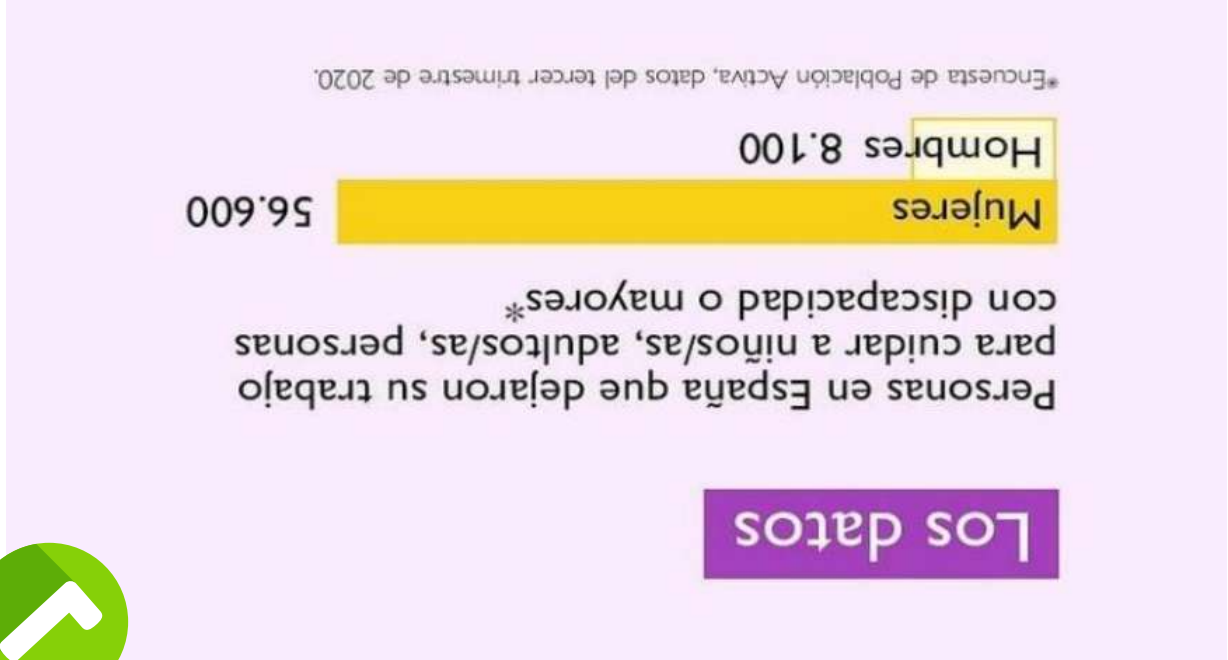 Los datos
Personas en España que dejaron su trabajo
para cuidar a niños/as, adultos/as, personas
con discapacidad o mayores*
Mujeres 56.600
Hombres 8.100
*Encuesta de Población Activa, datos del tercer trimestre de 2020.